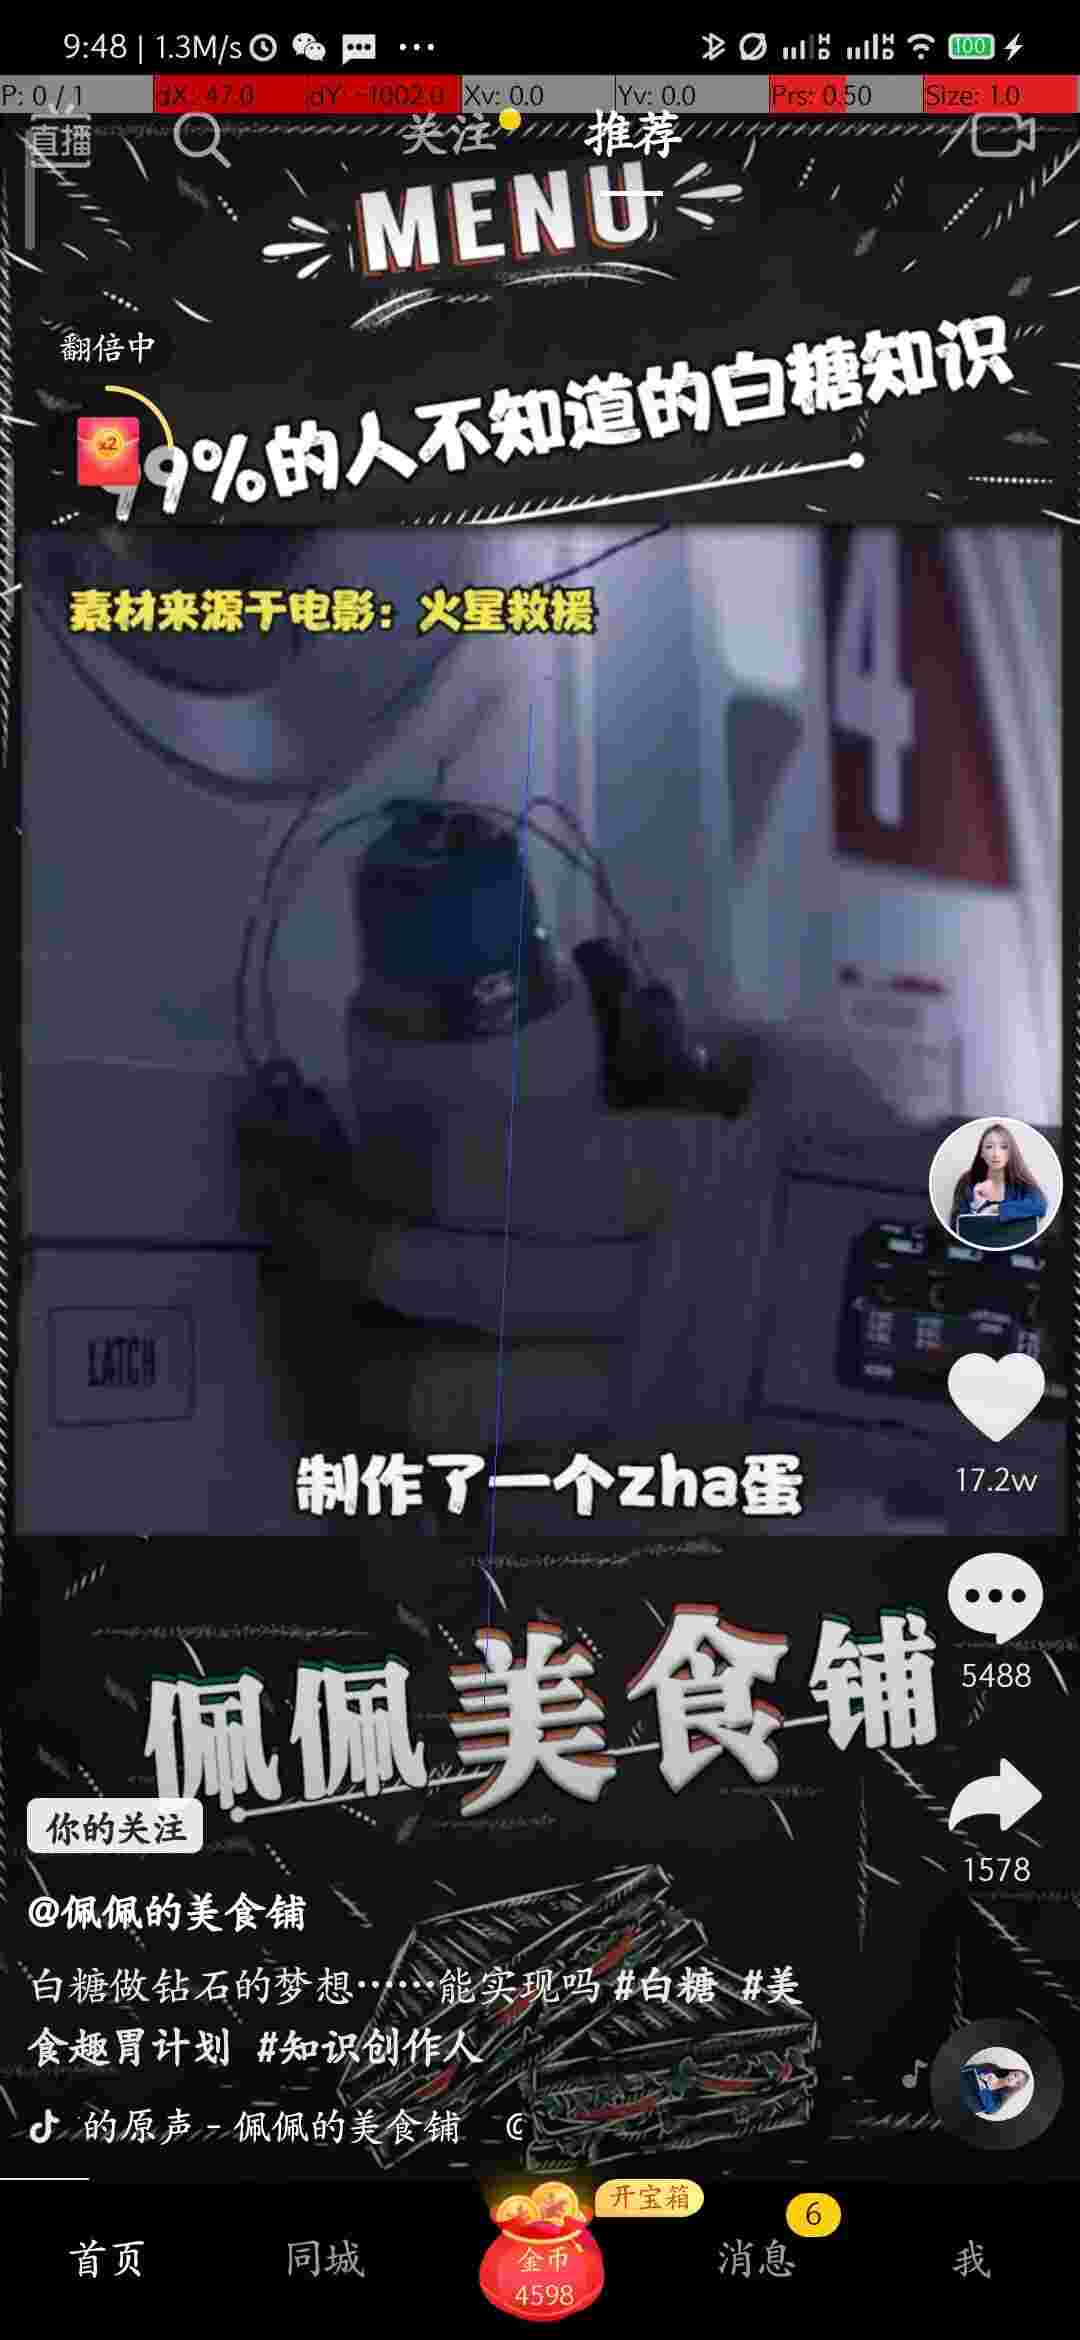 9:48 | 1.3M/s
100
P: 0 / 1
dX: 47.0
dY: -1002.0
Xv: 0.0
Yv: 0.0
Prs: 0.50
Size: 1.0
直播
关注
推荐
MENU
翻倍中
x2
99%的人不知道的白糖知识
素材来源于电影：火星救援
4
LATCH
制作了一个zha蛋
17.2w
5488
1578
佩佩美食铺
你的关注
@佩佩的美食铺
白糖做钻石的梦想……能实现吗 #白糖 #美
食趣胃计划 #知识创作人
的原声 - 佩佩的美食铺
开宝箱
首页
同城
金币
4598
消息
6
我